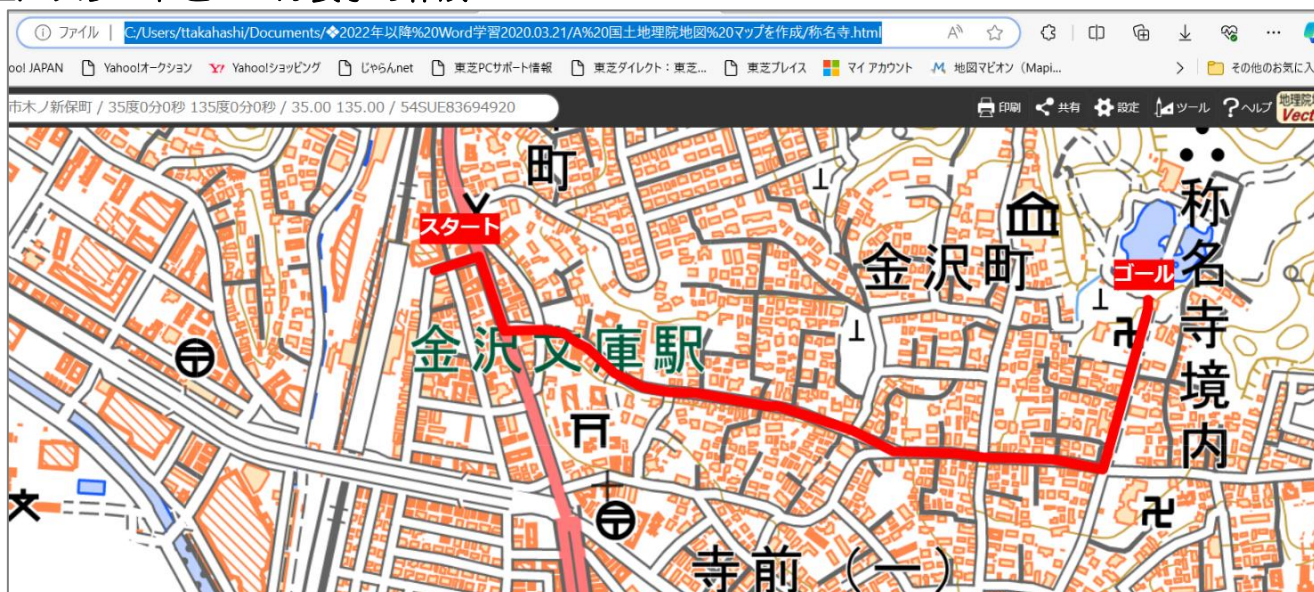 ファイル | C:/Users/ttakahashi/Documents/❖2022年以降%20Word学習2020.03.21/A%20国土地理院地図%20マップを作成/称名寺.html
oo! JAPAN Yahoo!オークション Yahoo!ショッピング じゃらんnet 東芝PCサポート情報 東芝ダイレクト：東芝... 東芝プレイス マイ アカウント 地図マピオン（Mapi... その他のお気に入
市木ノ新保町 / 35度0分0秒 135度0分0秒 / 35.00 135.00 / 54SUE83694920 印刷 共有 設定 ツール ヘルプ 地理院
Vect
町
スタート
金沢町
ゴール
称名寺境内
金沢文庫駅
寺前（一）